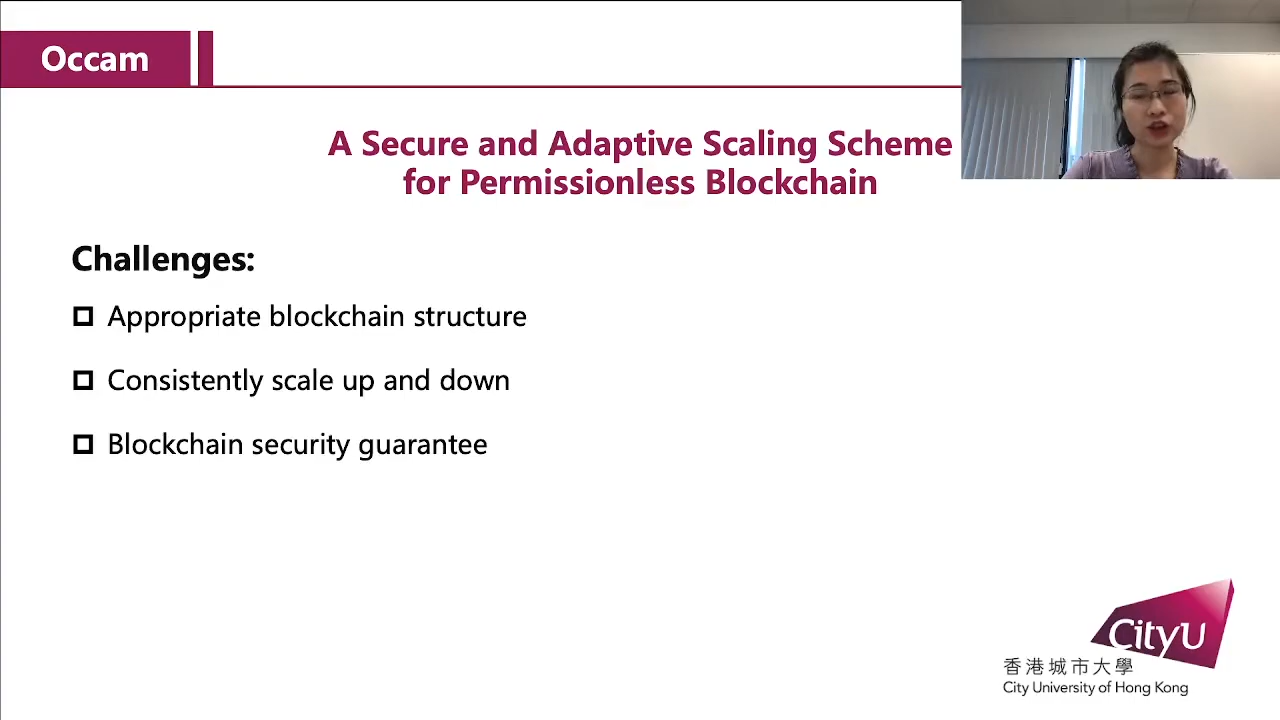 Occam
A Secure and Adaptive Scaling Scheme
for Permissionless Blockchain
Challenges:
Appropriate blockchain structure
Consistently scale up and down
Blockchain security guarantee
CityU
香港城市大學
City University of Hong Kong